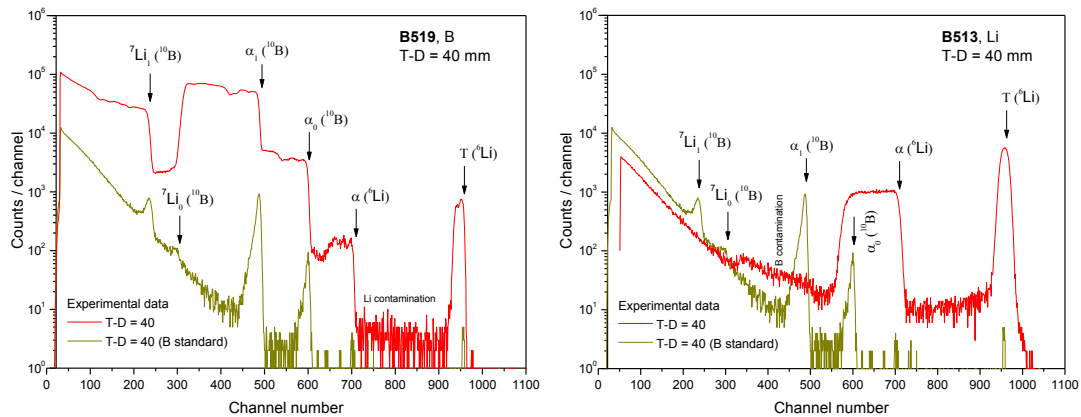 B519, B
T-D = 40 mm
⁷Li₁ (¹⁰B)
α₁ (¹⁰B)
α₀ (¹⁰B)
α (⁶Li)
T (⁶Li)
Li contamination
Experimental data
T-D = 40
T-D = 40 (B standard)
Counts / channel
10⁶
10⁵
10⁴
10³
10²
10¹
10⁰
0 100 200 300 400 500 600 700 800 900 1000 1100
Channel number
B513, Li
T-D = 40 mm
T (⁶Li)
⁷Li₁ (¹⁰B)
α₁ (¹⁰B)
α (⁶Li)
⁷Li₀ (¹⁰B)
B contamination
α₀ (¹⁰B)
Experimental data
T-D = 40
T-D = 40 (B standard)
Counts / channel
10⁶
10⁵
10⁴
10³
10²
10¹
10⁰
0 100 200 300 400 500 600 700 800 900 1000 1100
Channel number
⁷Li₀ (¹⁰B)